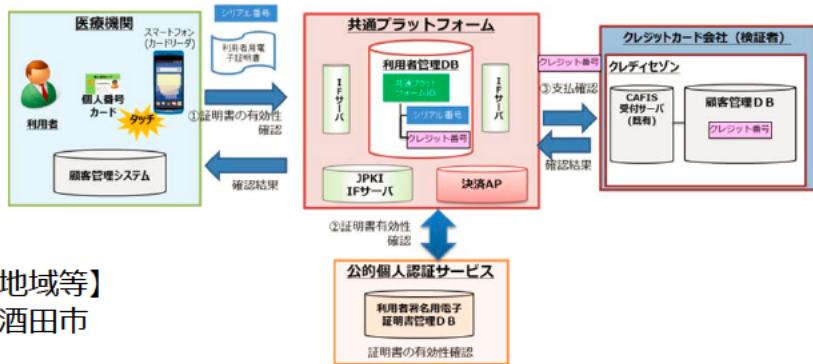 医療機関
スマートフォン
(カードリーダ)
利用者
個人番号
カード
タッチ
顧客管理システム
シリアル番号
利用者用電
子証明書
①証明書の有効性
確認
確認結果
共通プラットフォーム
利用者管理DB
共通プラット
フォームID
シリアル番号
クレジット番号
IFサーバ
IFサーバ
JPKI
IFサーバ
決済AP
クレジット番号
③支払確認
確認結果
クレジットカード会社（検証者）
クレディセゾン
CAFIS
受付サーバ
(既有)
顧客管理ＤＢ
クレジット番号
②証明書有効性
確認
公的個人認証サービス
利用者署名用電子
証明書管理ＤＢ
証明書の有効性確認
地域等】
酒田市